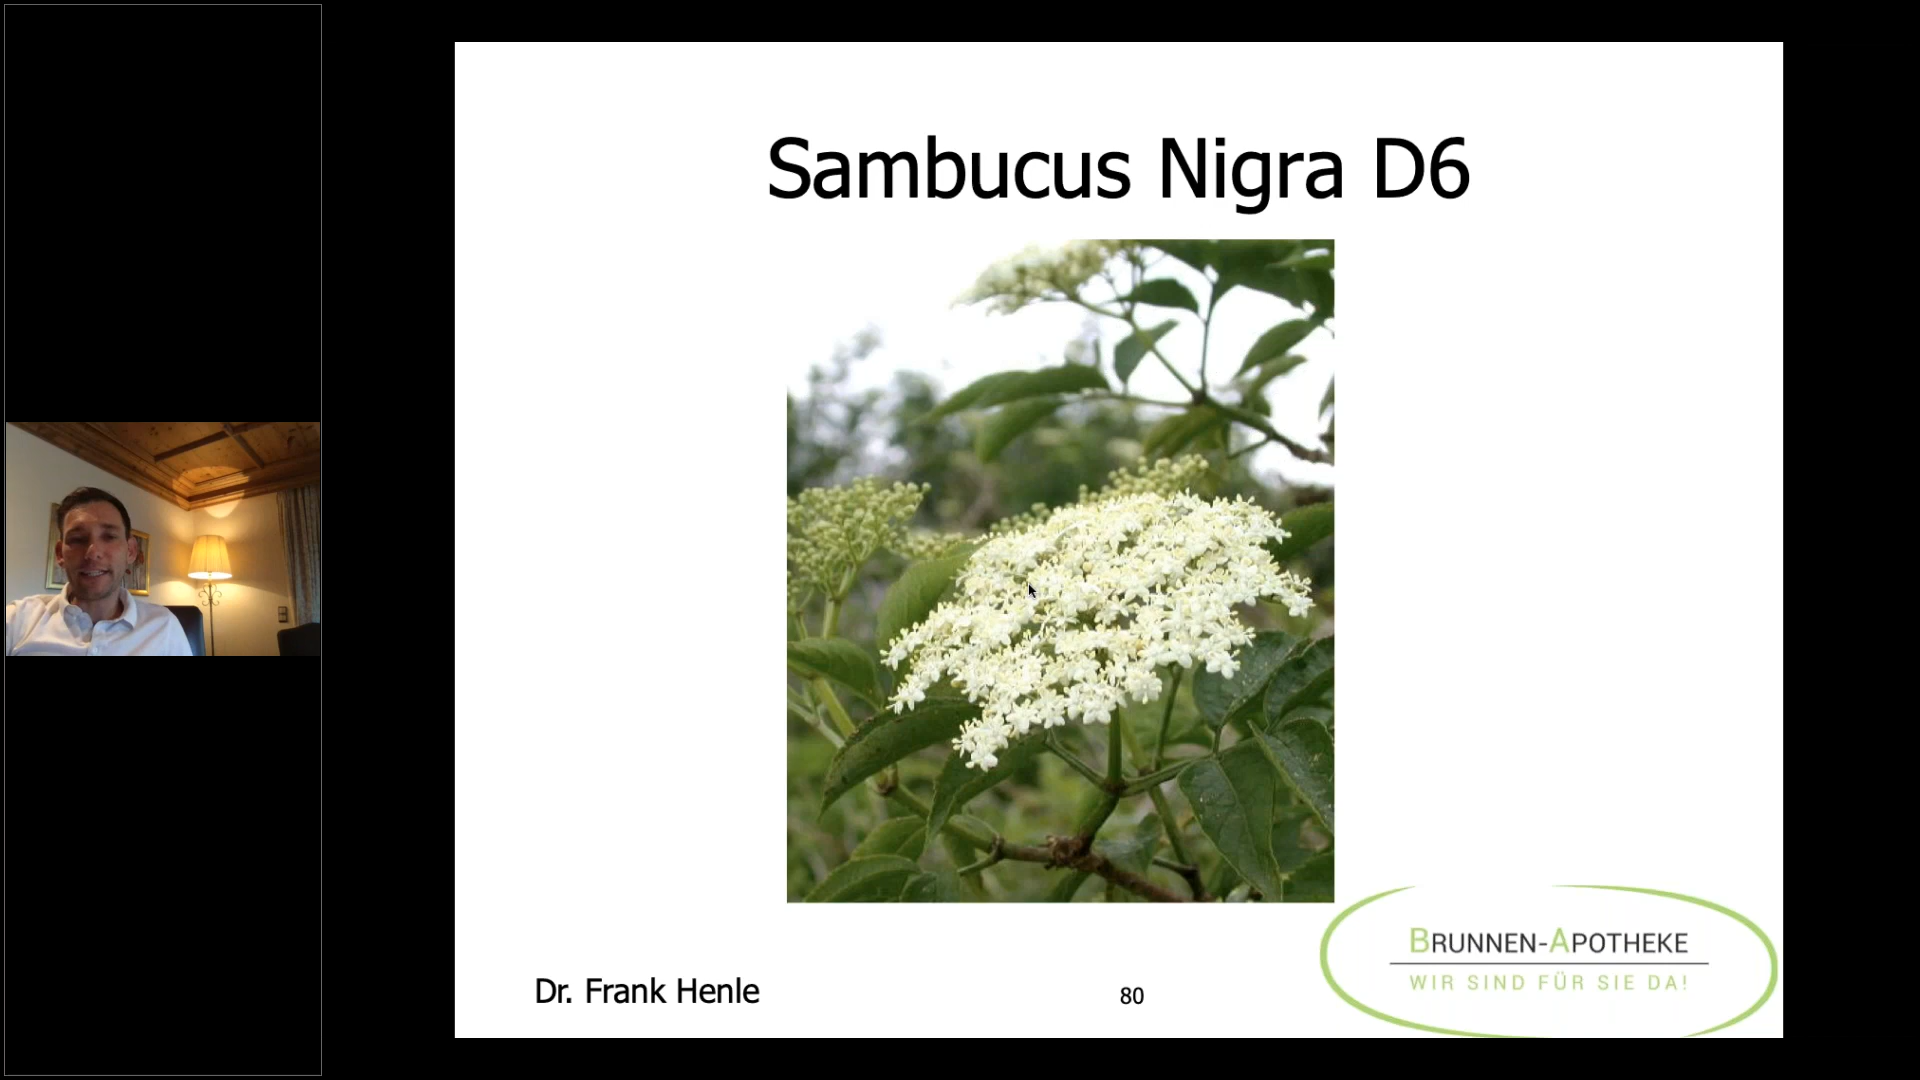 Sambucus Nigra D6
Dr. Frank Henle
80
BRUNNEN-APOTHEKE
WIR SIND FÜR SIE DA!